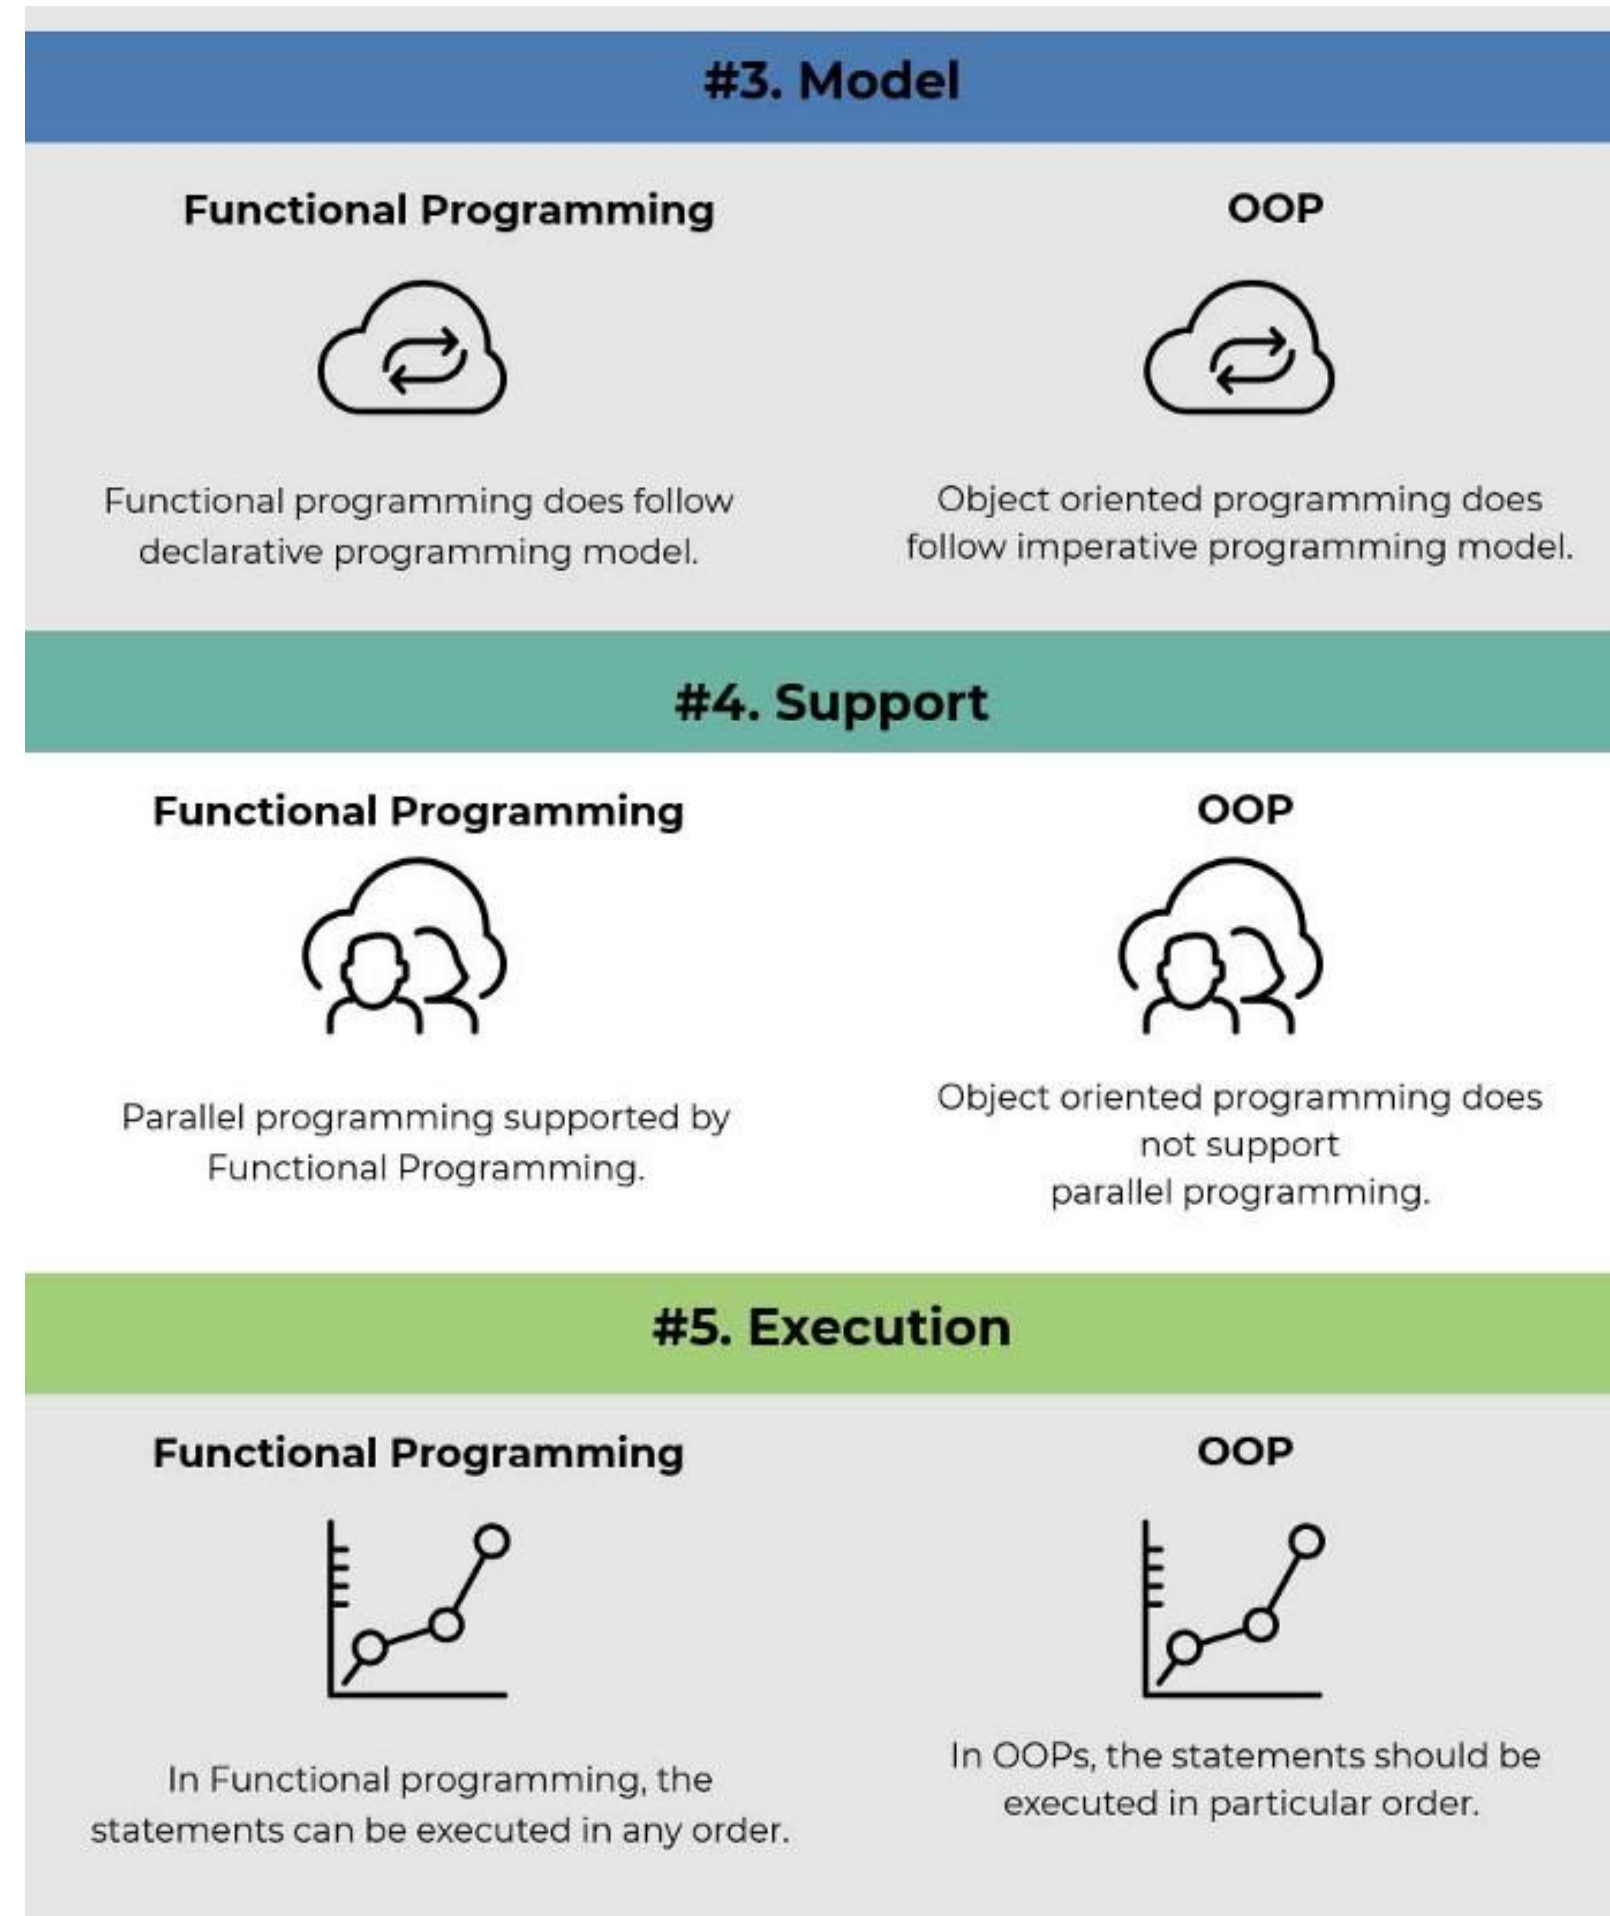 #3. Model
Functional Programming
OOP
Functional programming does follow
declarative programming model.
Object oriented programming does
follow imperative programming model.
#4. Support
Functional Programming
OOP
Parallel programming supported by
Functional Programming.
Object oriented programming does
not support
parallel programming.
#5. Execution
Functional Programming
OOP
In Functional programming, the
statements can be executed in any order.
In OOPs, the statements should be
executed in particular order.